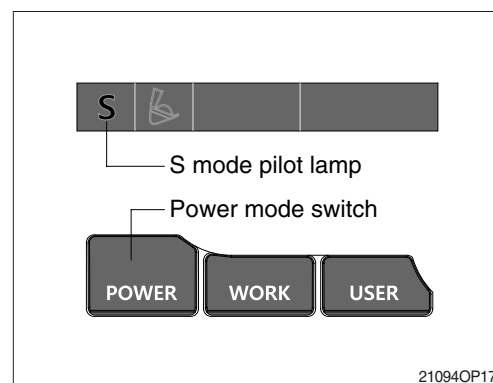 S
S mode pilot lamp
Power mode switch
POWER WORK USER
21094OP17